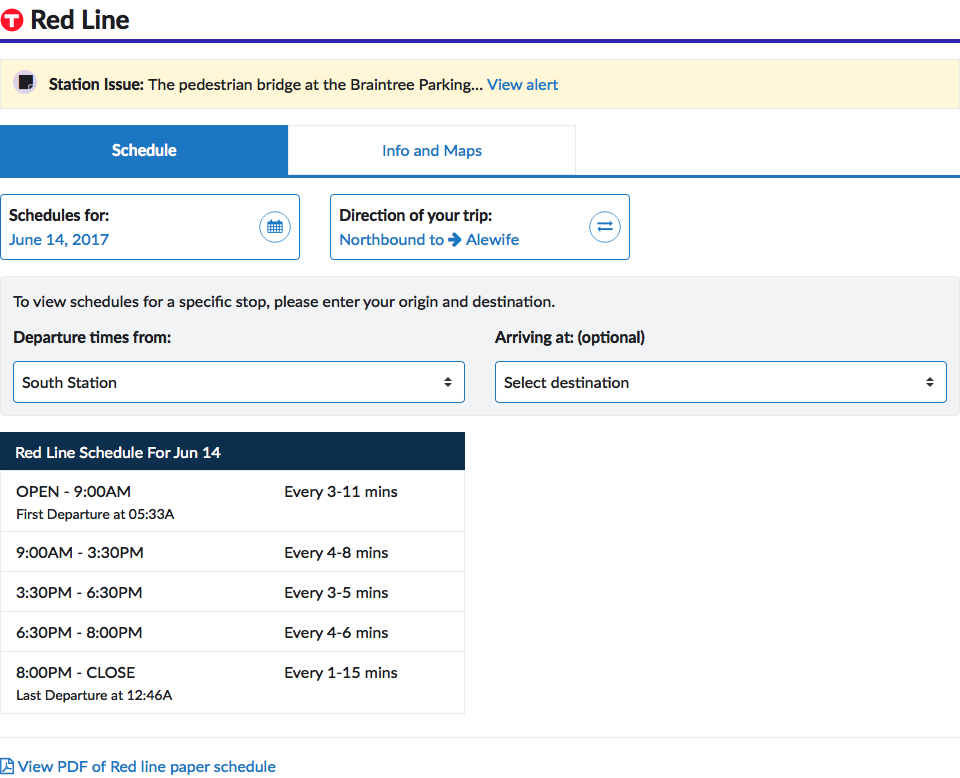 T Red Line
Station Issue: The pedestrian bridge at the Braintree Parking... View alert
Schedule
Info and Maps
Schedules for:
June 14, 2017
Direction of your trip:
Northbound to → Alewife
To view schedules for a specific stop, please enter your origin and destination.
Departure times from:
South Station
Arriving at: (optional)
Select destination
Red Line Schedule For Jun 14
OPEN - 9:00AM Every 3-11 mins
First Departure at 05:33A
9:00AM - 3:30PM Every 4-8 mins
3:30PM - 6:30PM Every 3-5 mins
6:30PM - 8:00PM Every 4-6 mins
8:00PM - CLOSE Every 1-15 mins
Last Departure at 12:46A
View PDF of Red line paper schedule